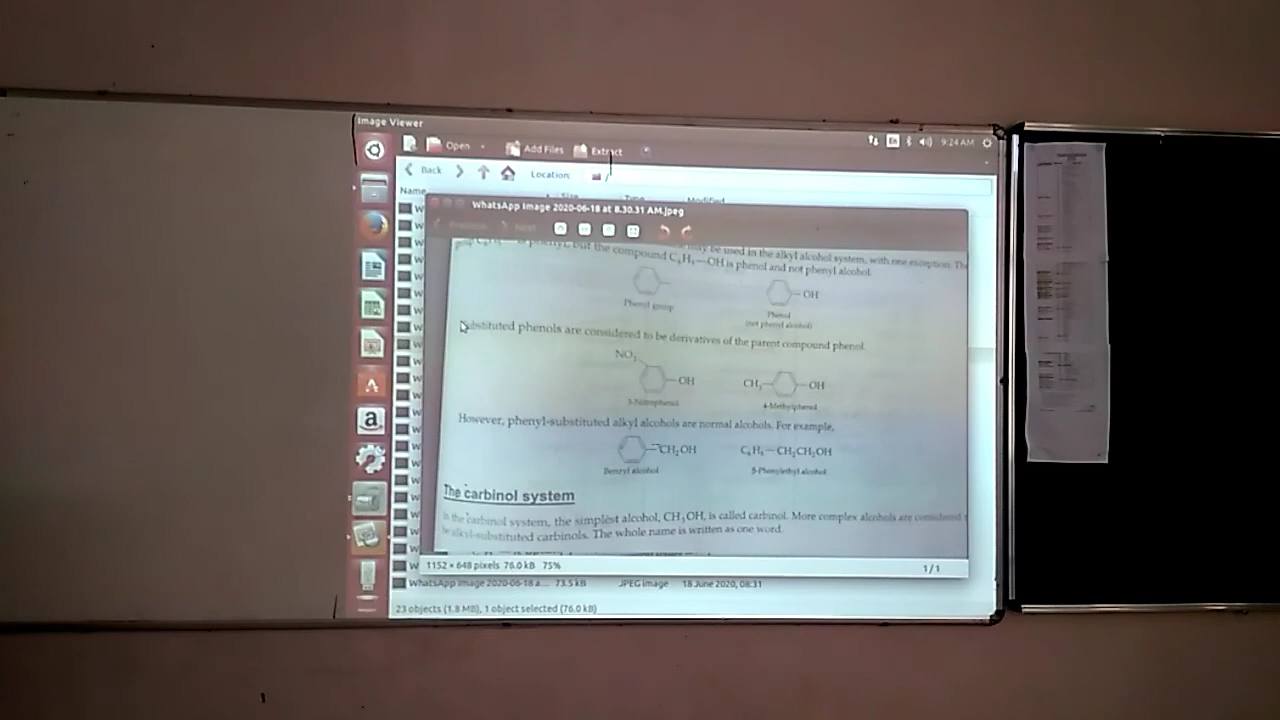 Image Viewer
Open Add Files Extract En 9:24 AM
Back Location: /
Name Size Type Modified
WhatsApp Image 2020-06-18 at 8.30.31 AM.jpeg
Previous Next
phenyl, but the compound C₆H₅—OH is phenol and not phenyl alcohol.
may be used in the alkyl alcohol system, with one exception. The
OH
Phenyl group Phenol
(not phenyl alcohol)
Substituted phenols are considered to be derivatives of the parent compound phenol.
NO₂
OH CH₃ OH
3-Nitrophenol 4-Methylphenol
However, phenyl-substituted alkyl alcohols are normal alcohols. For example,
CH₂OH C₆H₅—CH₂CH₂OH
Benzyl alcohol β-Phenylethyl alcohol
The carbinol system
In the carbinol system, the simplest alcohol, CH₃OH, is called carbinol. More complex alcohols are considered
be alkyl-substituted carbinols. The whole name is written as one word.
1152 × 648 pixels 76.0 kB 75% 1/1
WhatsApp Image 2020-06-18 a... 73.5 kB JPEG image 18 June 2020, 08:31
23 objects (1.8 MB), 1 object selected (76.0 kB)